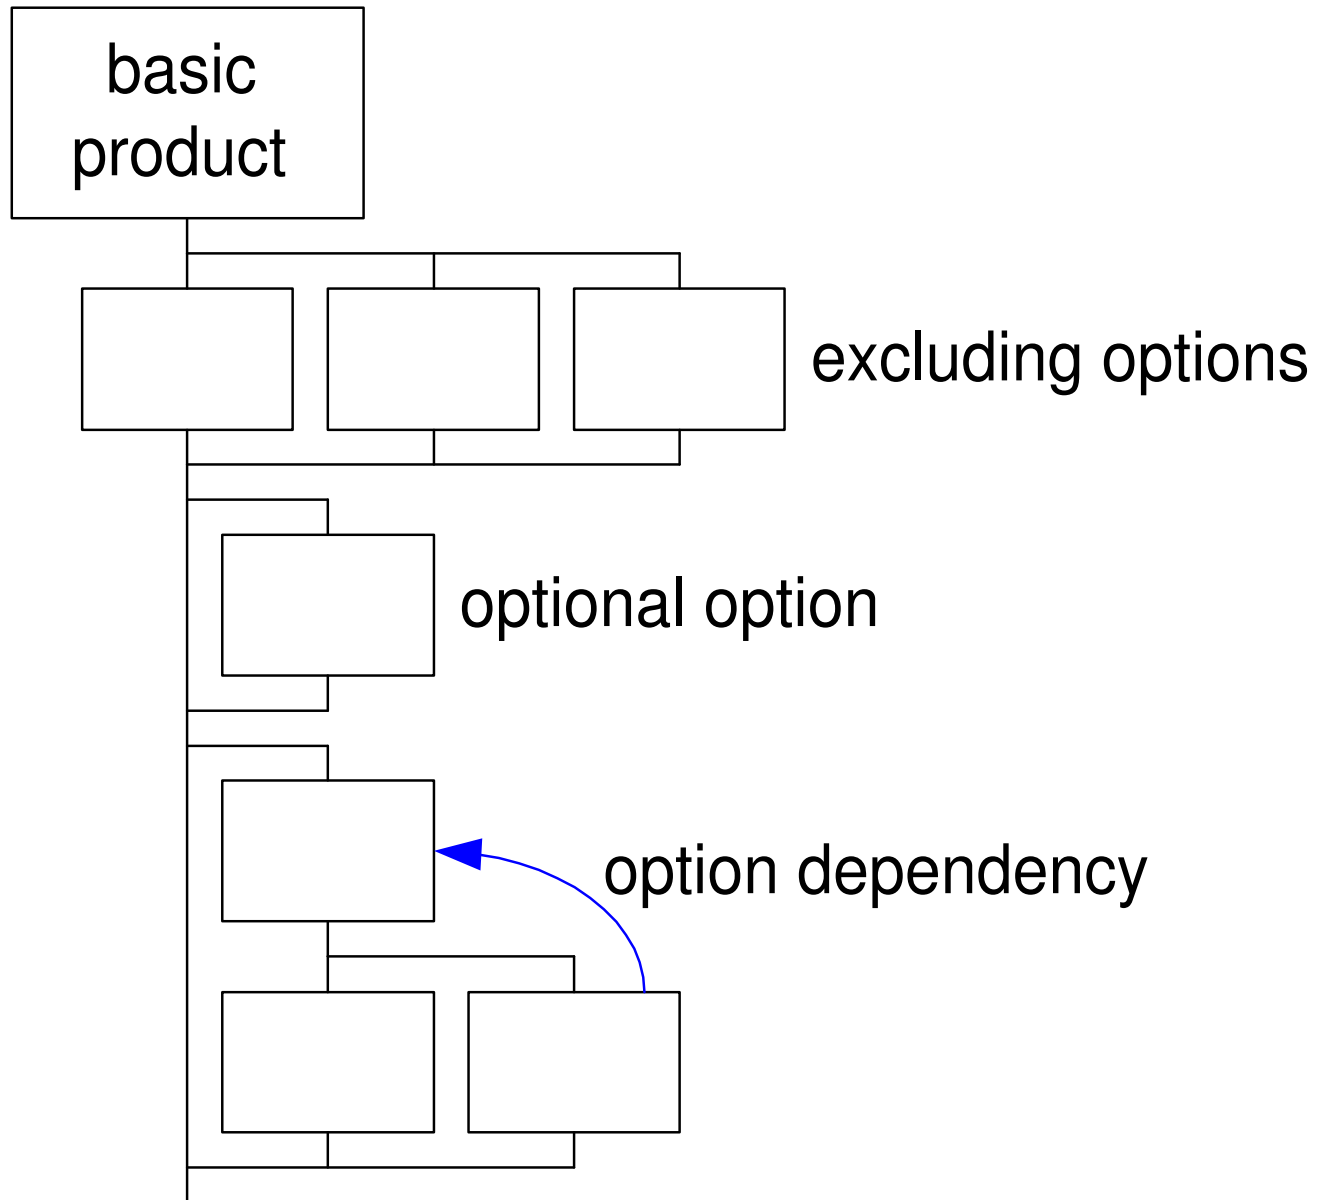 basic
product
excluding options
optional option
option dependency